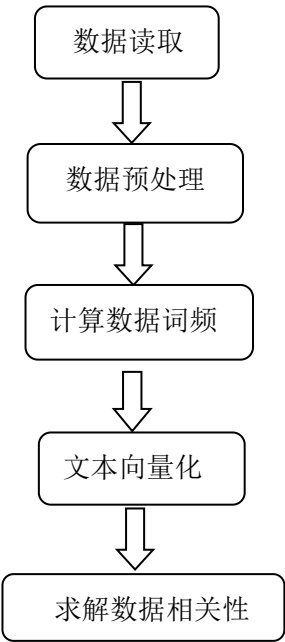 数据读取
数据预处理
计算数据词频
文本向量化
求解数据相关性